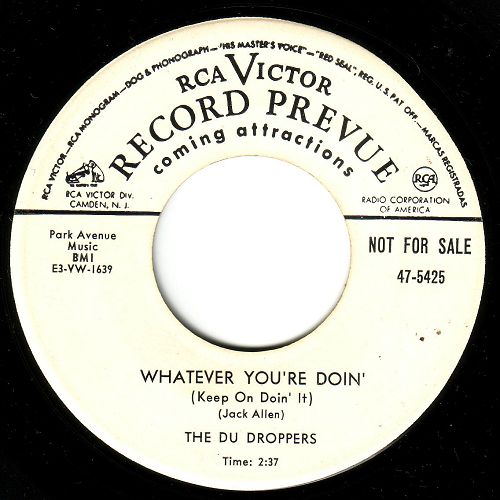 RCA VICTOR—RCA MONOGRAM—DOG & PHONOGRAPH—"HIS MASTER'S VOICE"—"RED SEAL", REG. U.S. PAT. OFF.—MARCAS REGISTRADAS
RCA VICTOR
RECORD PREVUE
coming attractions
RCA VICTOR DIV.
CAMDEN, N. J.
RCA
RADIO CORPORATION
OF AMERICA
Park Avenue
Music
BMI
E3-VW-1639
NOT FOR SALE
47-5425
WHATEVER YOU'RE DOIN'
(Keep On Doin' It)
(Jack Allen)
THE DU DROPPERS
Time: 2:37